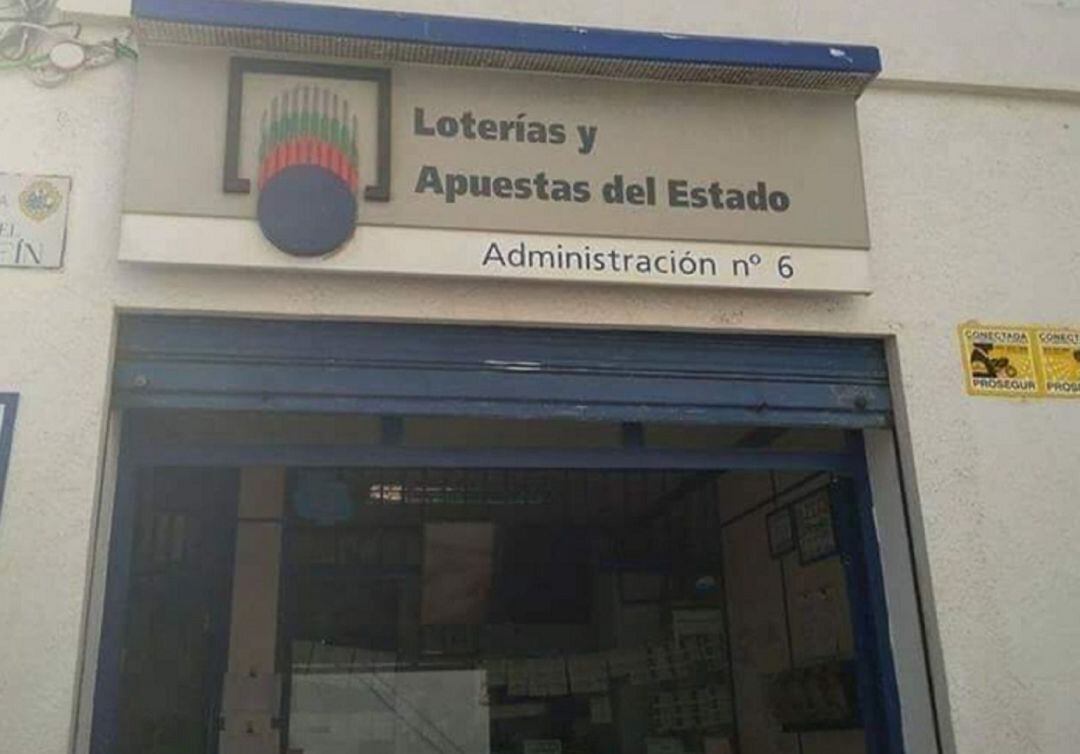 Loterías y
Apuestas del Estado
Administración nº 6
CONECTADA
PROSEGUR